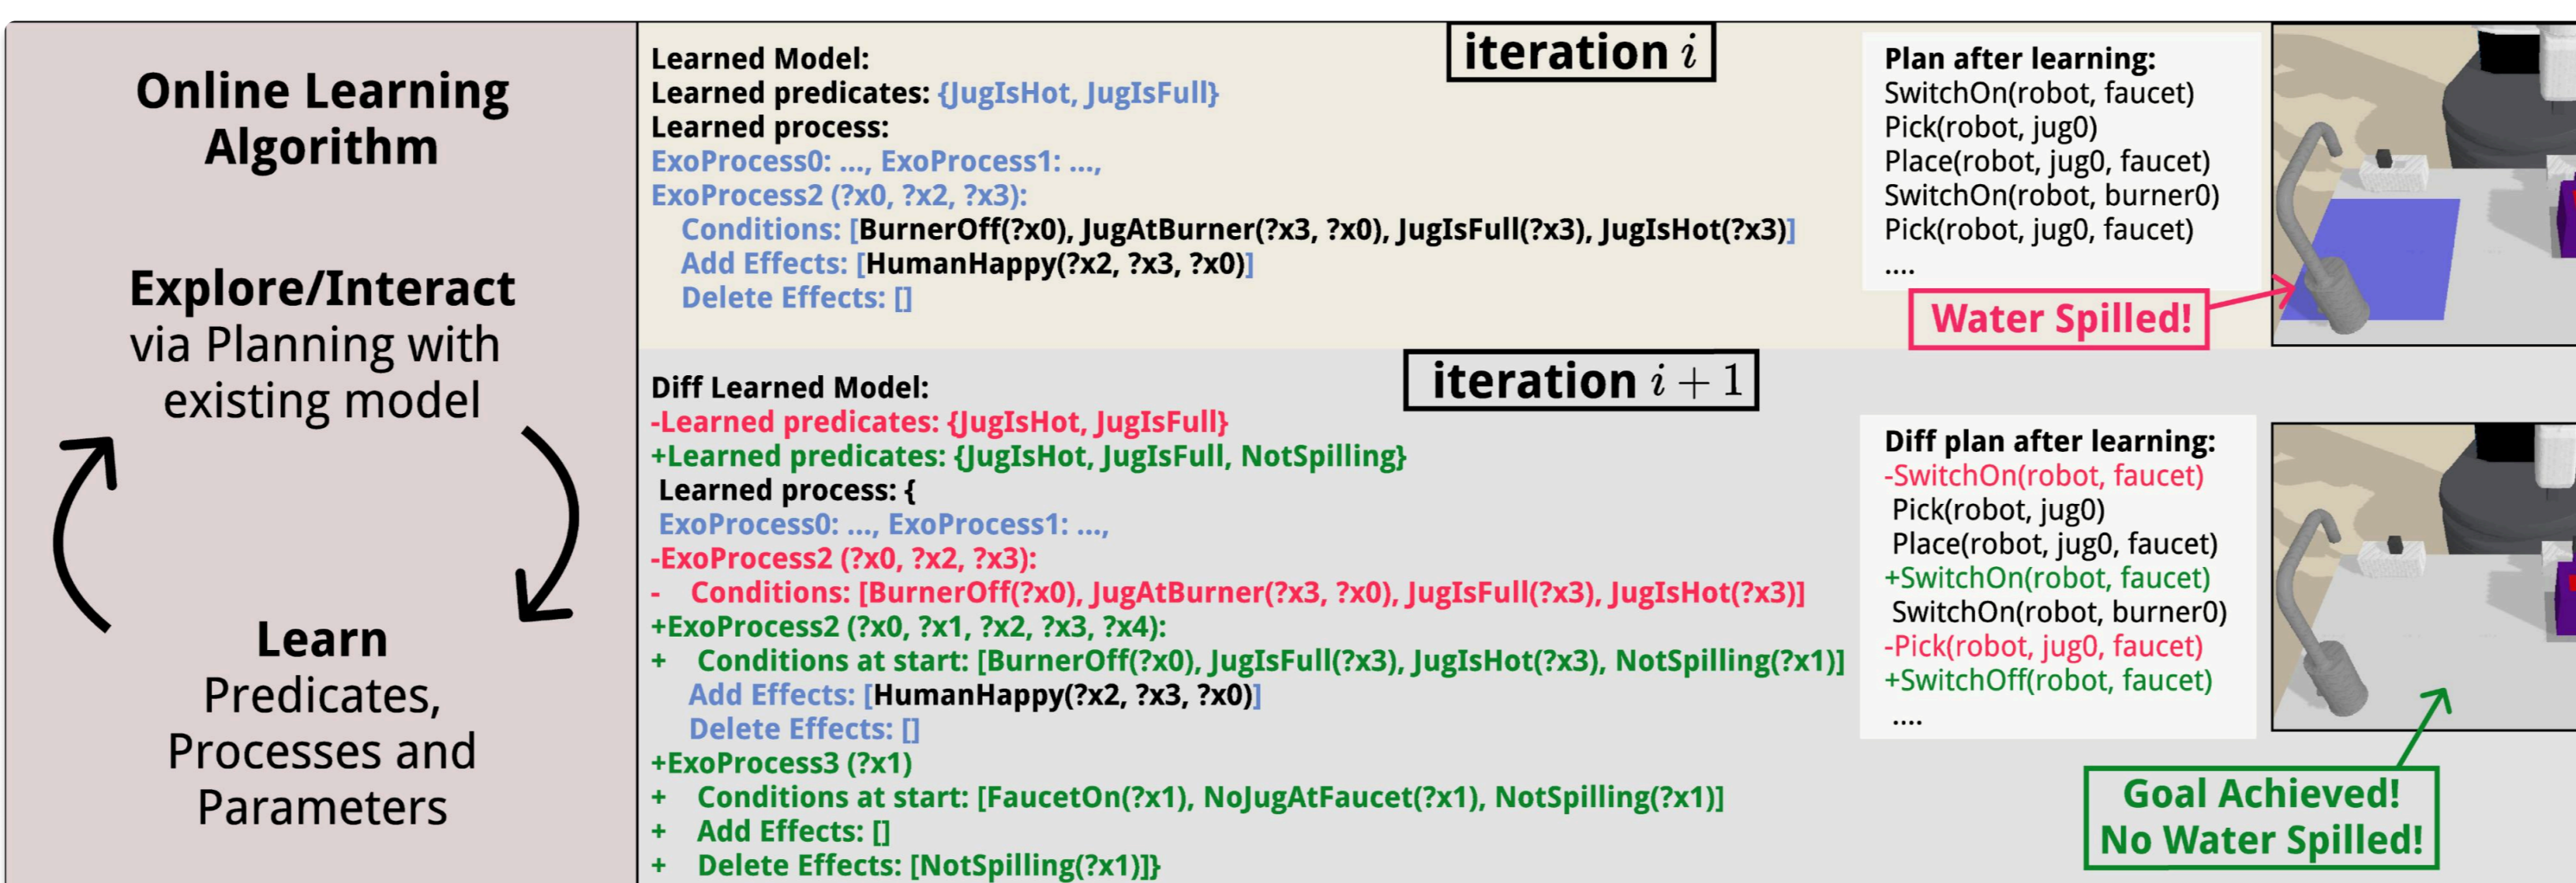 Online Learning
Algorithm
Explore/Interact
via Planning with
existing model
Learn
Predicates,
Processes and
Parameters
iteration i
Learned Model:
Learned predicates: {JugIsHot, JugIsFull}
Learned process:
ExoProcess0: ..., ExoProcess1: ...,
ExoProcess2 (?x0, ?x2, ?x3):
Conditions: [BurnerOff(?x0), JugAtBurner(?x3, ?x0), JugIsFull(?x3), JugIsHot(?x3)]
Add Effects: [HumanHappy(?x2, ?x3, ?x0)]
Delete Effects: []
Plan after learning:
SwitchOn(robot, faucet)
Pick(robot, jug0)
Place(robot, jug0, faucet)
SwitchOn(robot, burner0)
Pick(robot, jug0, faucet)
....
Water Spilled!
iteration i + 1
Diff Learned Model:
-Learned predicates: {JugIsHot, JugIsFull}
+Learned predicates: {JugIsHot, JugIsFull, NotSpilling}
Learned process: {
ExoProcess0: ..., ExoProcess1: ...,
-ExoProcess2 (?x0, ?x2, ?x3):
- Conditions: [BurnerOff(?x0), JugAtBurner(?x3, ?x0), JugIsFull(?x3), JugIsHot(?x3)]
+ExoProcess2 (?x0, ?x1, ?x2, ?x3, ?x4):
+ Conditions at start: [BurnerOff(?x0), JugIsFull(?x3), JugIsHot(?x3), NotSpilling(?x1)]
Add Effects: [HumanHappy(?x2, ?x3, ?x0)]
Delete Effects: []
+ExoProcess3 (?x1)
+ Conditions at start: [FaucetOn(?x1), NoJugAtFaucet(?x1), NotSpilling(?x1)]
+ Add Effects: []
+ Delete Effects: [NotSpilling(?x1)]}
Diff plan after learning:
-SwitchOn(robot, faucet)
Pick(robot, jug0)
Place(robot, jug0, faucet)
+SwitchOn(robot, faucet)
SwitchOn(robot, burner0)
-Pick(robot, jug0, faucet)
+SwitchOff(robot, faucet)
....
Goal Achieved!
No Water Spilled!